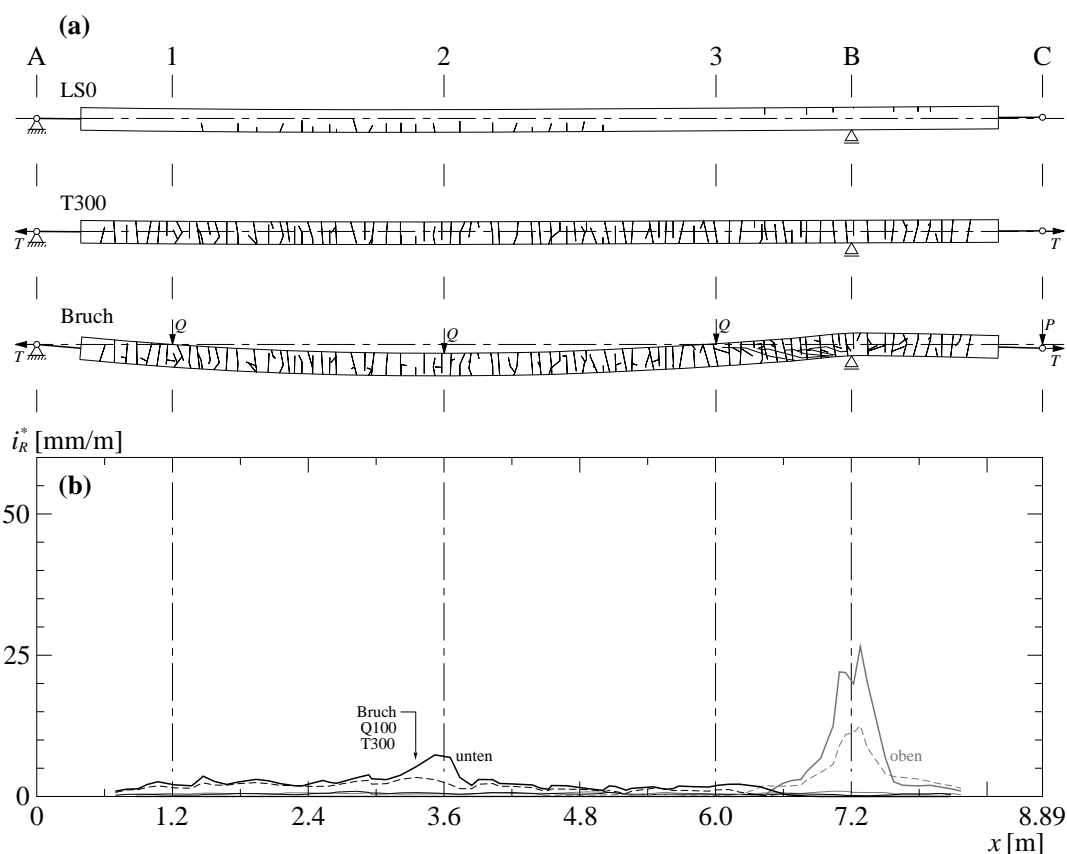 (a)
A 1 2 3 B C
LS0
T300
T T
Bruch
Q Q Q P
T T
i*R [mm/m]
(b)
50
25
0
Bruch
Q100
T300
unten
oben
0 1.2 2.4 3.6 4.8 6.0 7.2 8.89
x [m]